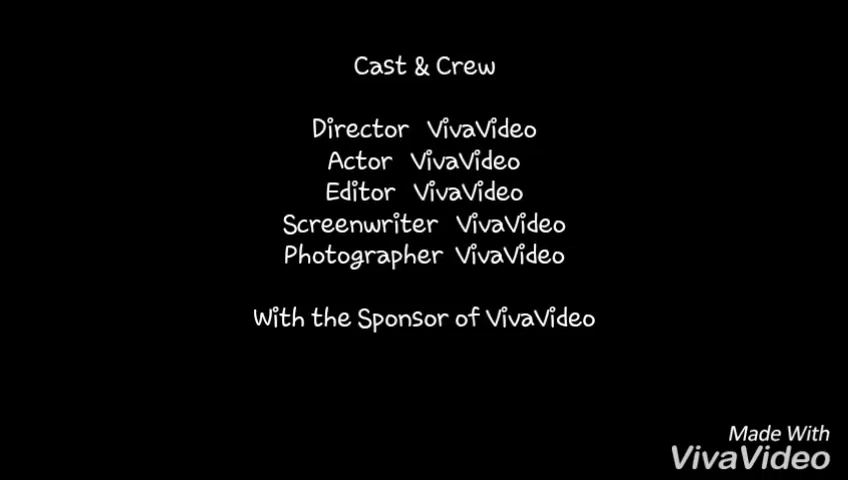 Cast & Crew
Director VivaVideo
Actor VivaVideo
Editor VivaVideo
Screenwriter VivaVideo
Photographer VivaVideo
With the Sponsor of VivaVideo
Made With
VivaVideo